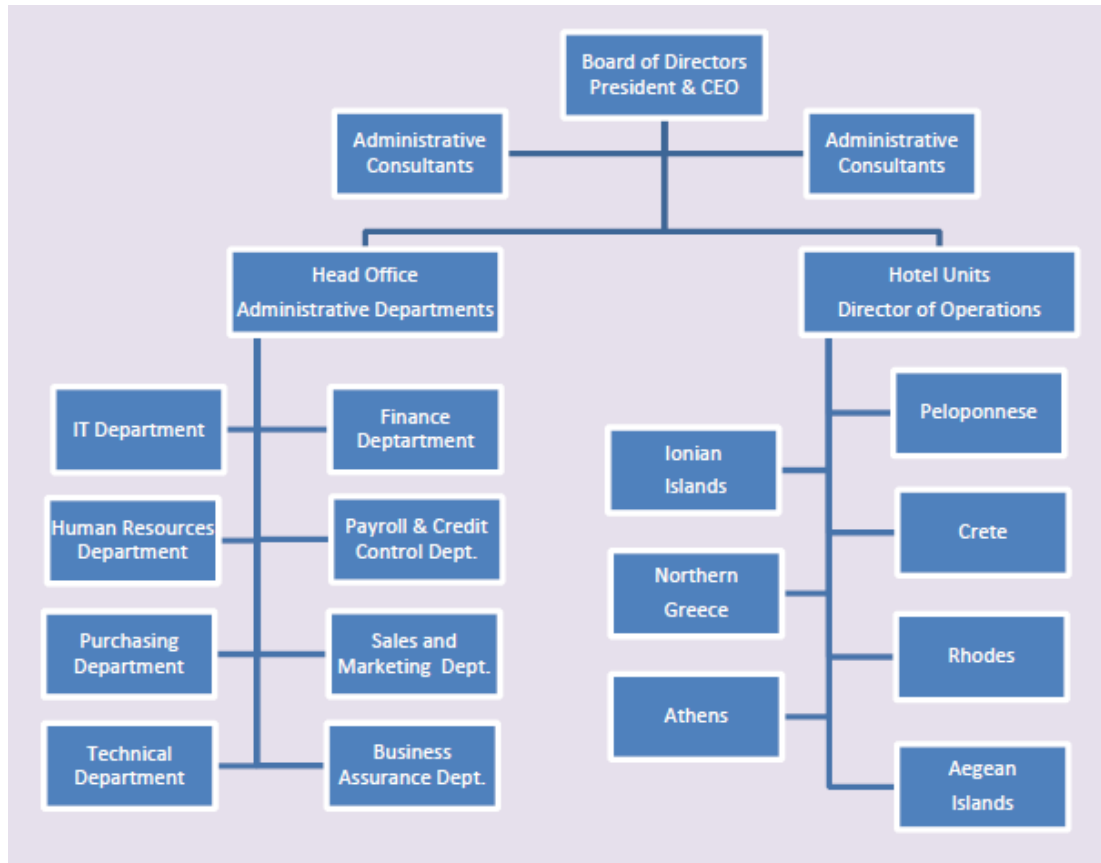 Board of Directors
President & CEO
Administrative
Consultants
Administrative
Consultants
Head Office
Administrative Departments
Hotel Units
Director of Operations
IT Department
Finance
Deptartment
Human Resources
Department
Payroll & Credit
Control Dept.
Purchasing
Department
Sales and
Marketing Dept.
Technical
Department
Business
Assurance Dept.
Peloponnese
Ionian
Islands
Crete
Northern
Greece
Rhodes
Athens
Aegean
Islands